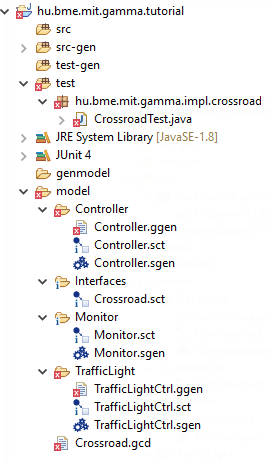 hu.bme.mit.gamma.tutorial
src
src-gen
test-gen
test
hu.bme.mit.gamma.impl.crossroad
CrossroadTest.java
JRE System Library [JavaSE-1.8]
JUnit 4
genmodel
model
Controller
Controller.ggen
Controller.sct
Controller.sgen
Interfaces
Crossroad.sct
Monitor
Monitor.sct
Monitor.sgen
TrafficLight
TrafficLightCtrl.ggen
TrafficLightCtrl.sct
TrafficLightCtrl.sgen
Crossroad.gcd